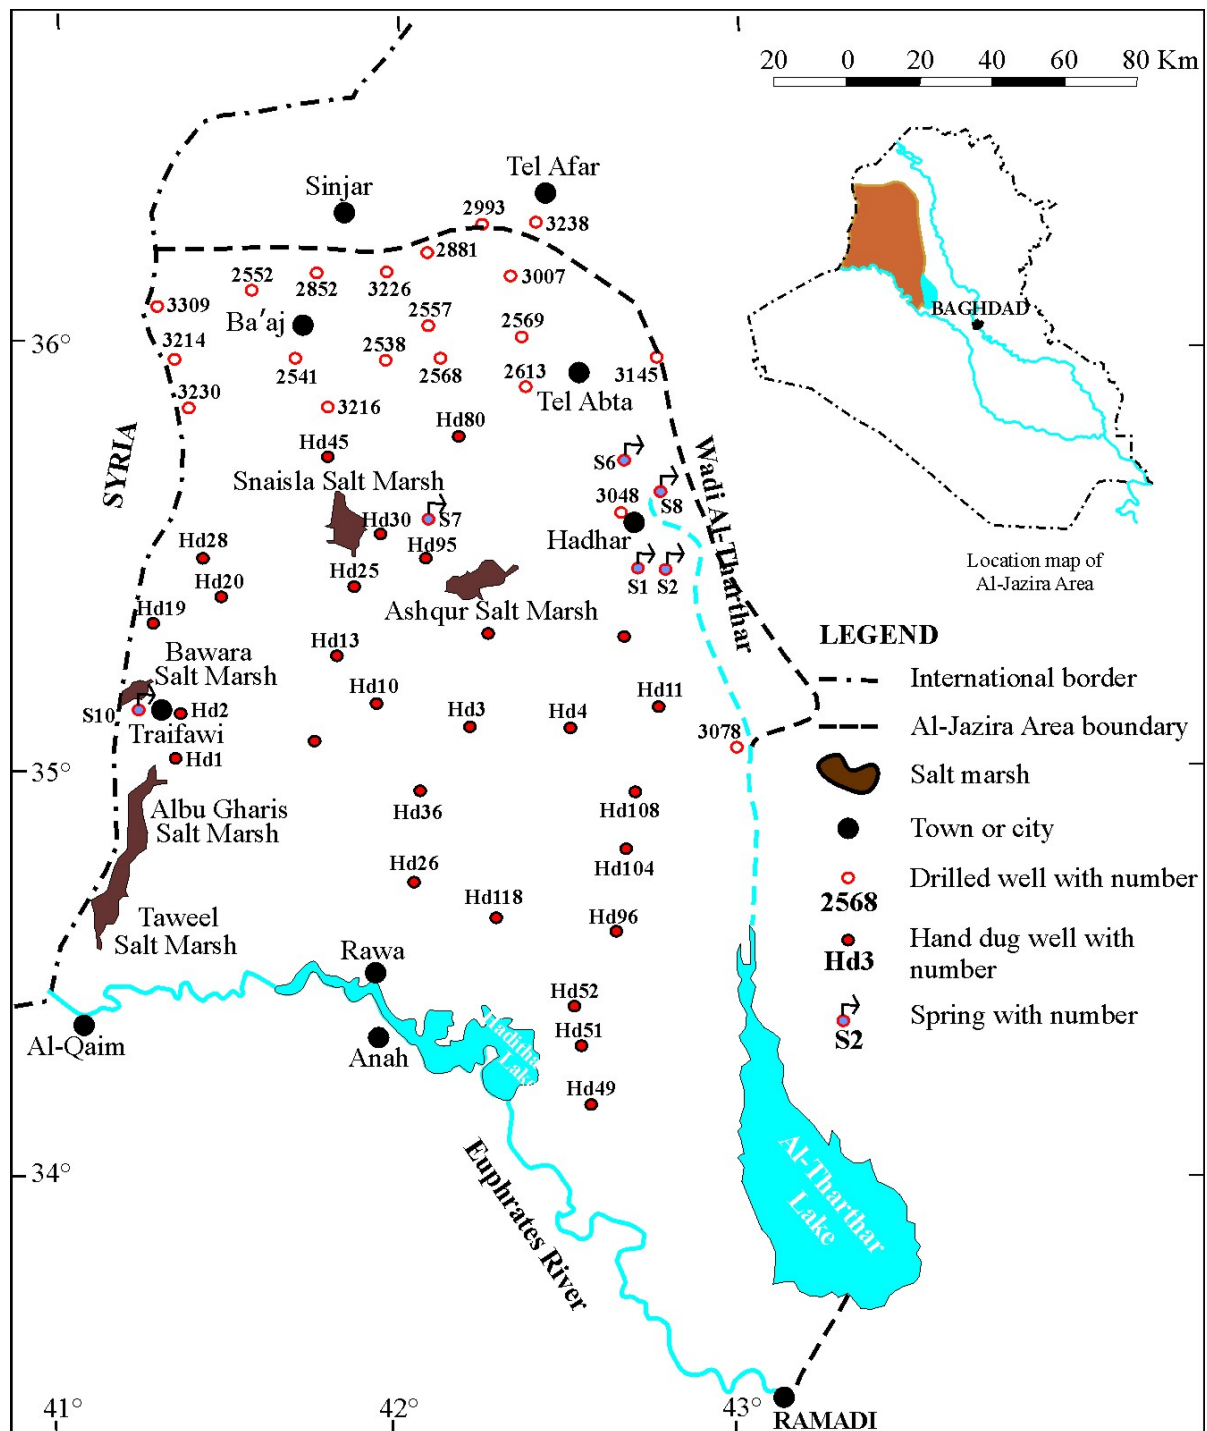 20 0 20 40 60 80 Km
Tel Afar
Sinjar
2993
3238
2881
2552
2852
3226
3007
3309
2557
2569
Ba'aj
3214
2538
2541
2568
2613
3145
3230
3216
Tel Abta
Hd80
Hd45
SYRIA
Snaisla Salt Marsh
S6
S8
3048
S7
Hd30
Hadhar
Wadi Al-Tharthar
Hd28
Hd95
Hd25
S1
S2
Hd20
Ashqur Salt Marsh
Hd19
Hd13
Bawara
Salt Marsh
Hd10
Hd11
S10
Hd2
Traifawi
Hd3
Hd4
3078
Hd1
Albu Gharis
Salt Marsh
Hd36
Hd108
Hd26
Hd104
Taweel
Salt Marsh
Hd118
Hd96
Rawa
Hd52
Al-Qaim
Anah
Haditha
Lake
Hd51
Hd49
Euphrates River
Al-Tharthar
Lake
RAMADI
36°
35°
34°
41°
42°
43°
BAGHDAD
Location map of
Al-Jazira Area
LEGEND
International border
Al-Jazira Area boundary
Salt marsh
Town or city
Drilled well with number
2568
Hand dug well with
number
Hd3
Spring with number
S2